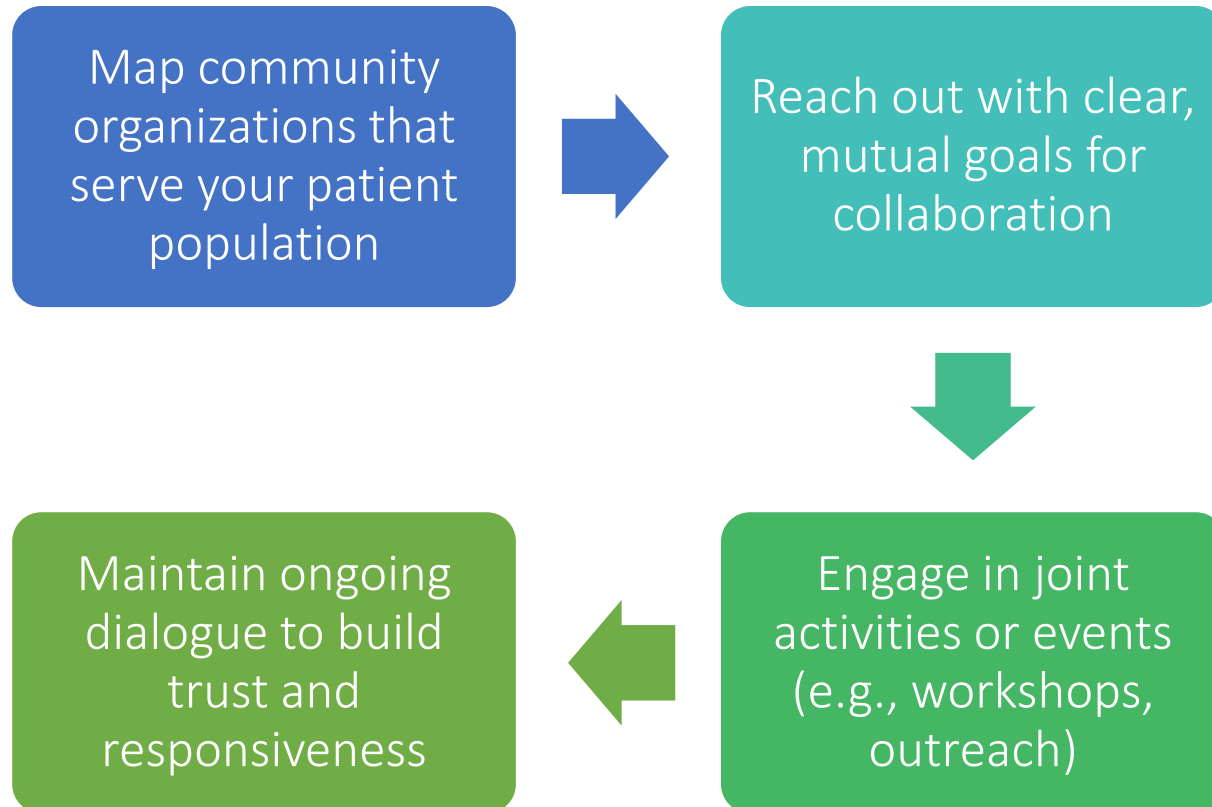 Map community
organizations that
serve your patient
population
Reach out with clear,
mutual goals for
collaboration
Engage in joint
activities or events
(e.g., workshops,
outreach)
Maintain ongoing
dialogue to build
trust and
responsiveness